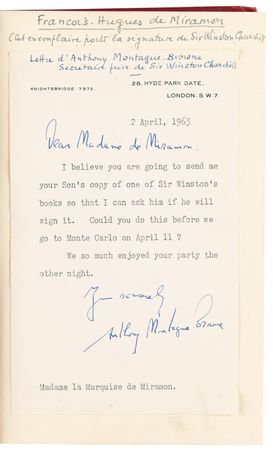 Francois-Hugues de Miramon
(Cet exemplaire porte la signature de Sir Winston Churchill)
Lettre d'Anthony Montague-Browne
Secretaire privé de Sir Winston Churchill
KNIGHTSBRIDGE 7972.
28, HYDE PARK GATE,
LONDON. S.W.7.
2 April, 1963
Dear Madame de Miramon.
I believe you are going to send me
your Son's copy of one of Sir Winston's
books so that I can ask him if he will
sign it. Could you do this before we
go to Monte Carlo on April 11 ?
We so much enjoyed your party the
other night.
Yours sincerely
Anthony Montague Browne
Madame la Marquise de Miramon.